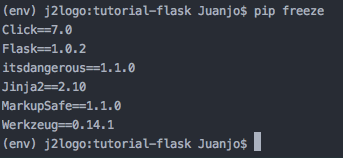 (env) j2logo:tutorial-flask Juanjo$ pip freeze
Click==7.0
Flask==1.0.2
itsdangerous==1.1.0
Jinja2==2.10
MarkupSafe==1.1.0
Werkzeug==0.14.1
(env) j2logo:tutorial-flask Juanjo$